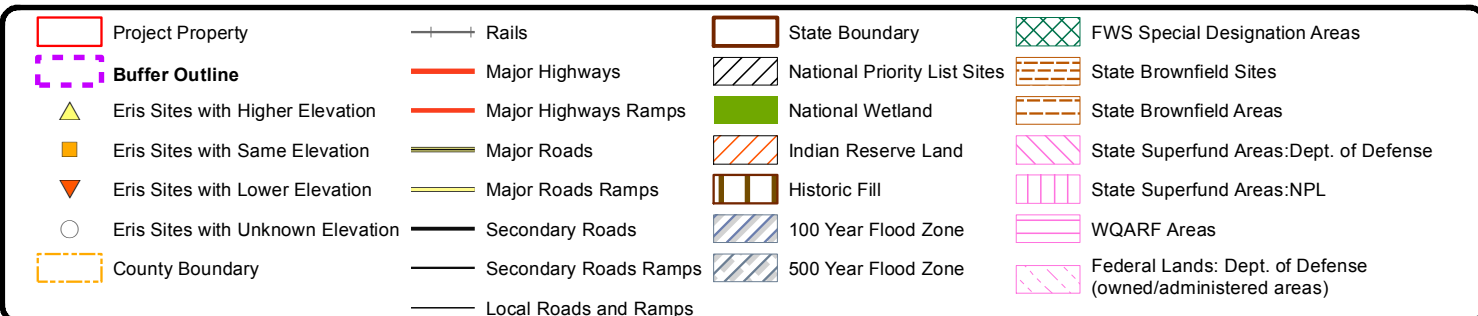 Project Property
Buffer Outline
Eris Sites with Higher Elevation
Eris Sites with Same Elevation
Eris Sites with Lower Elevation
Eris Sites with Unknown Elevation
County Boundary
Rails
Major Highways
Major Highways Ramps
Major Roads
Major Roads Ramps
Secondary Roads
Secondary Roads Ramps
Local Roads and Ramps
State Boundary
National Priority List Sites
National Wetland
Indian Reserve Land
Historic Fill
100 Year Flood Zone
500 Year Flood Zone
FWS Special Designation Areas
State Brownfield Sites
State Brownfield Areas
State Superfund Areas:Dept. of Defense
State Superfund Areas:NPL
WQARF Areas
Federal Lands: Dept. of Defense
(owned/administered areas)